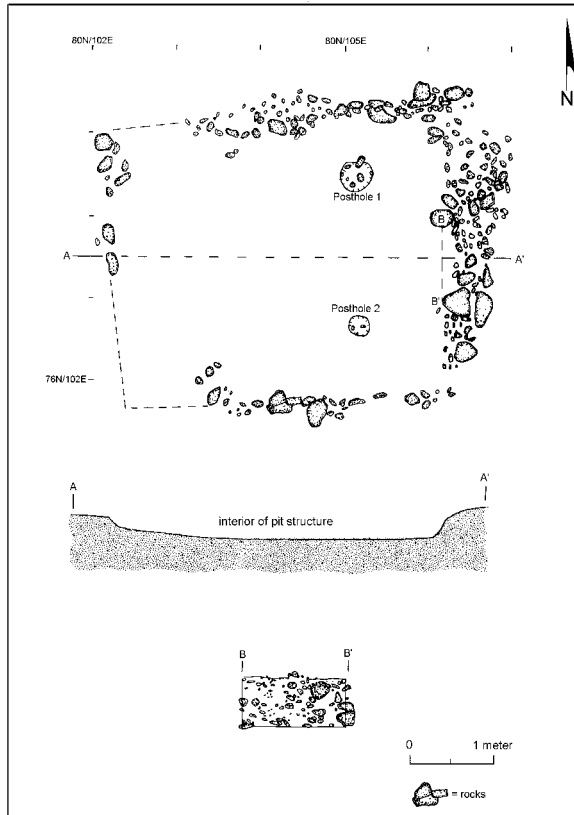 80N/102E
80N/105E
N
Posthole 1
B
A
A'
B'
Posthole 2
76N/102E
A
A'
interior of pit structure
B
B'
0
1 meter
= rocks